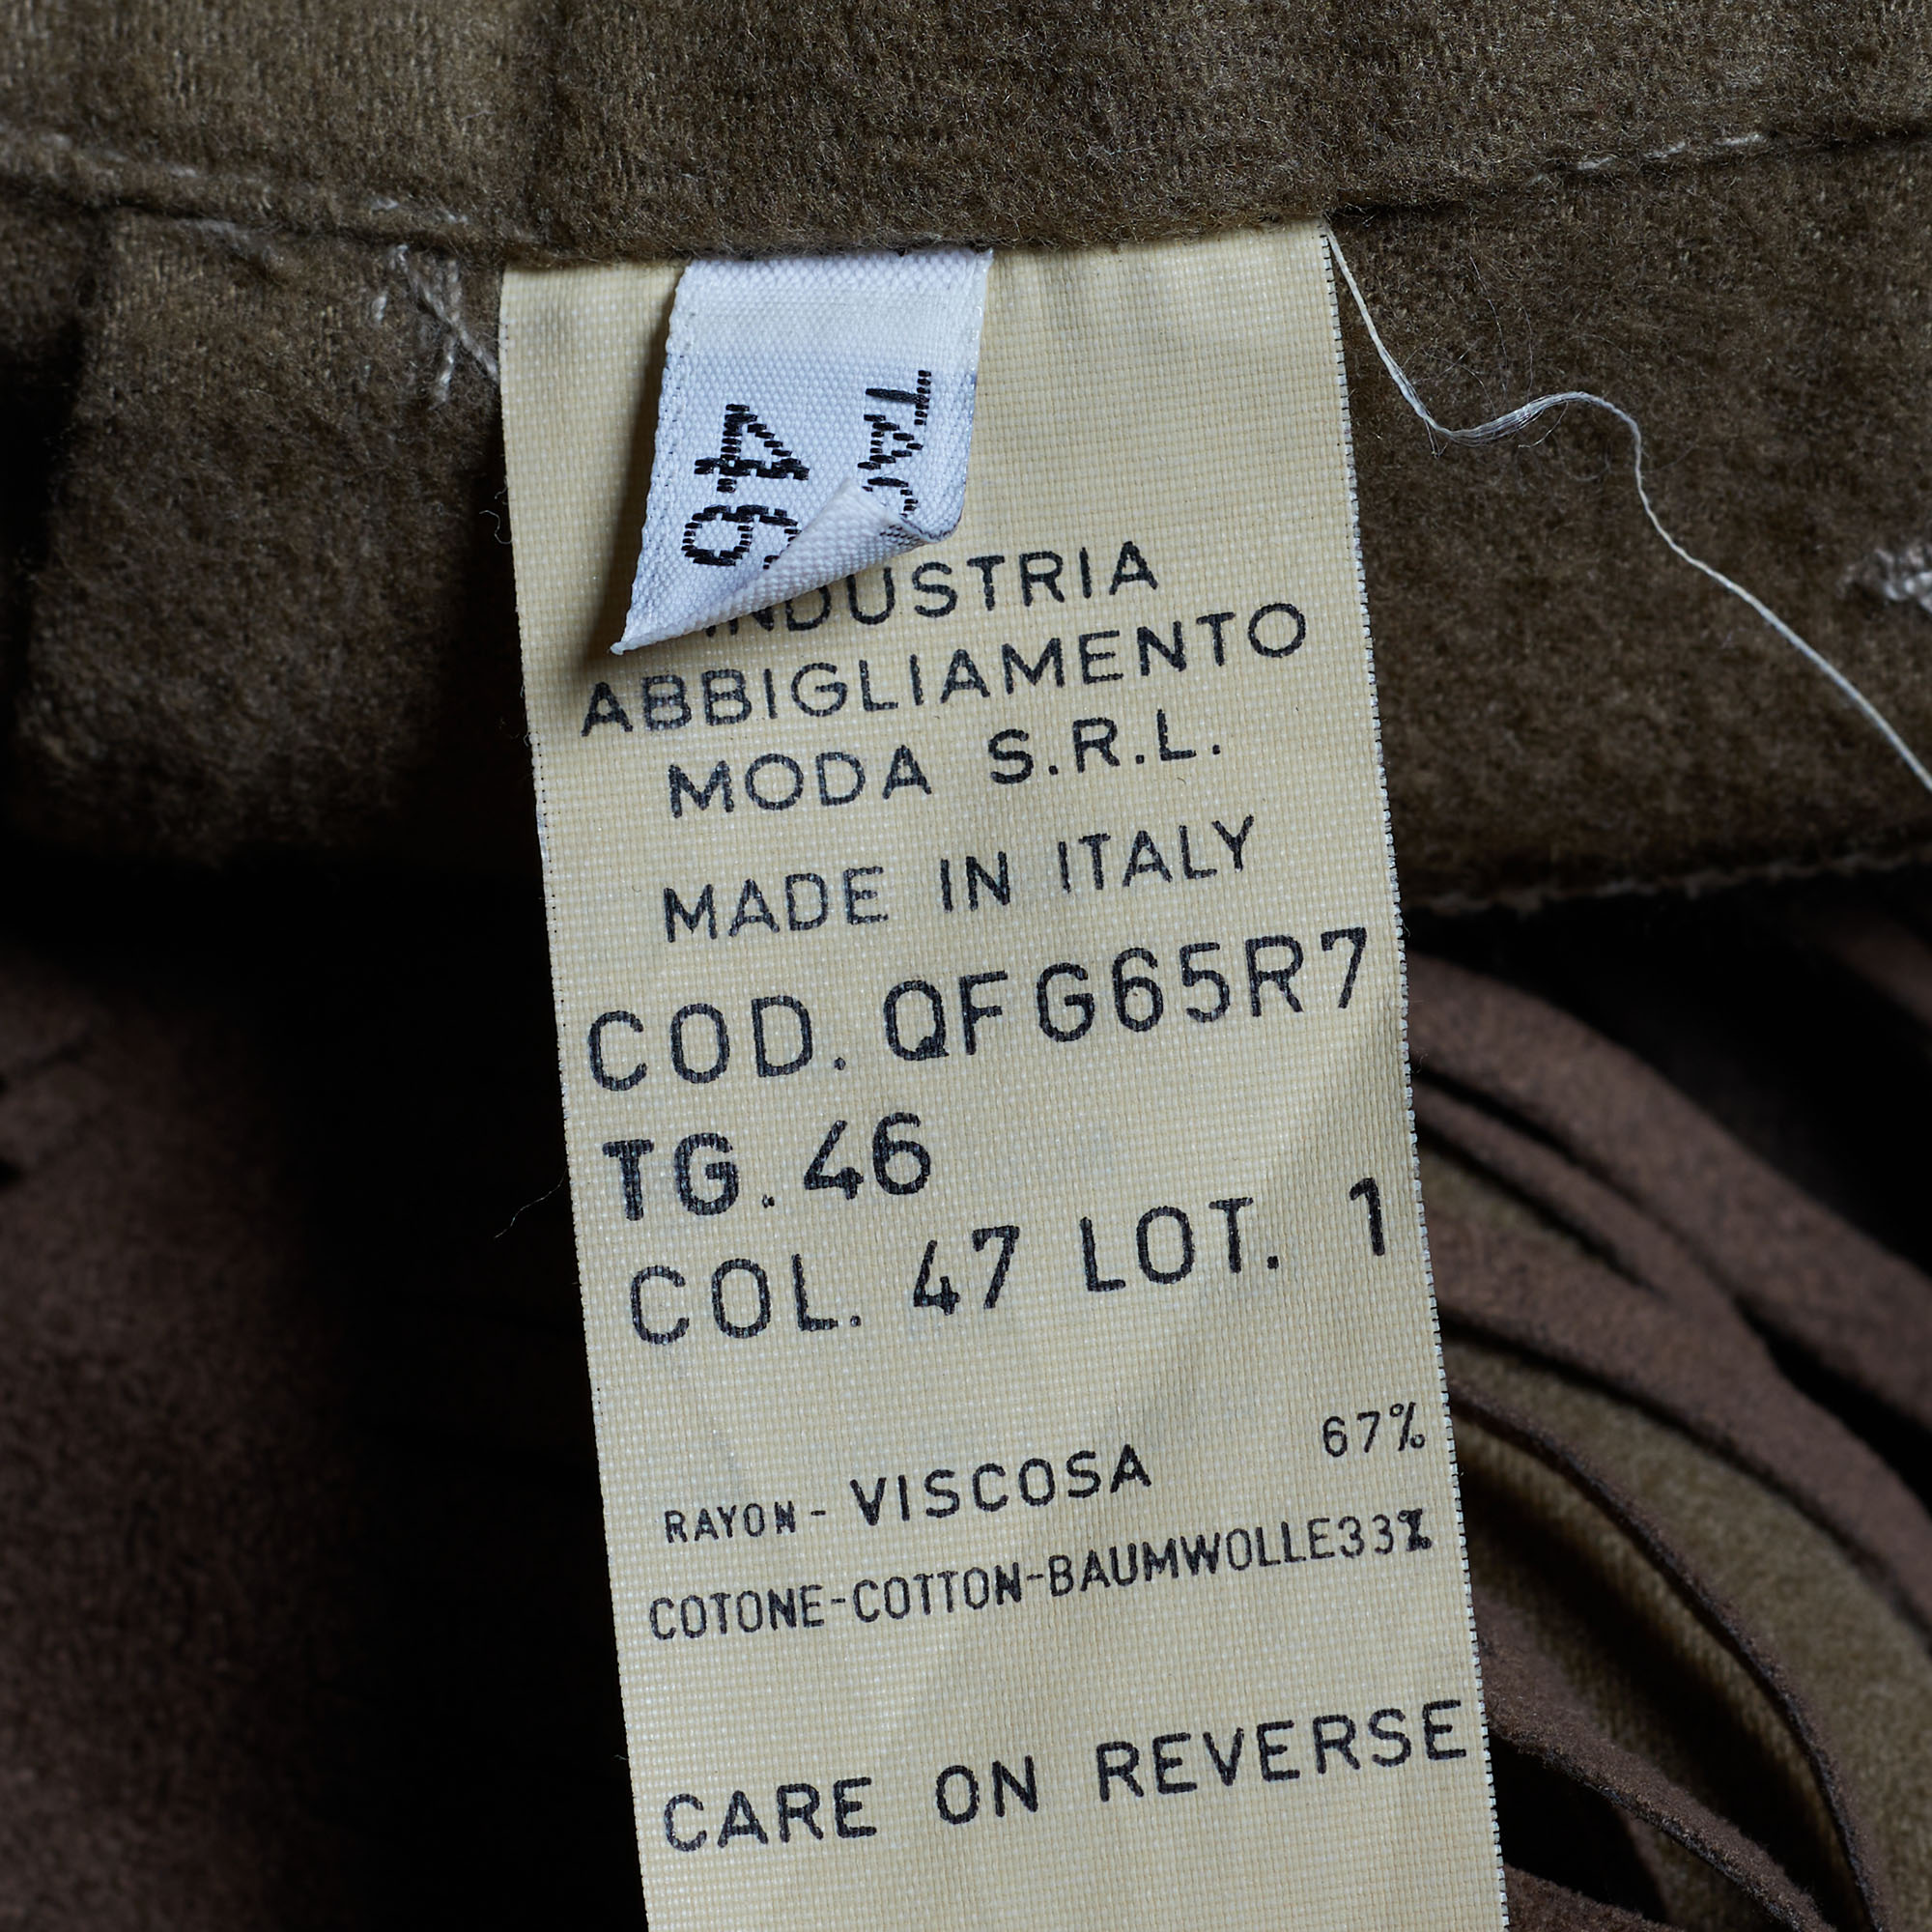 46
INDUSTRIA
ABBIGLIAMENTO
MODA S.R.L.
MADE IN ITALY
COD. QFG65R7
TG. 46
COL. 47 LOT. 1
RAYON - VISCOSA 67%
COTONE-COTTON-BAUMWOLLE33%
CARE ON REVERSE